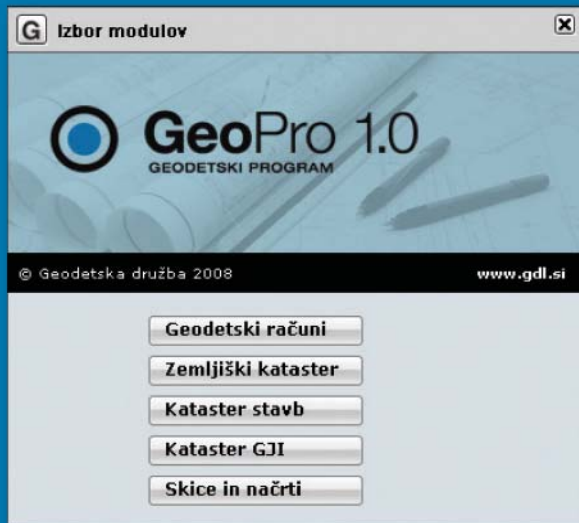 G Izbor modulov
GeoPro 1.0
GEODETSKI PROGRAM
© Geodetska družba 2008 www.gdl.si
Geodetski računi
Zemljiški kataster
Kataster stavb
Kataster GJI
Skice in načrti